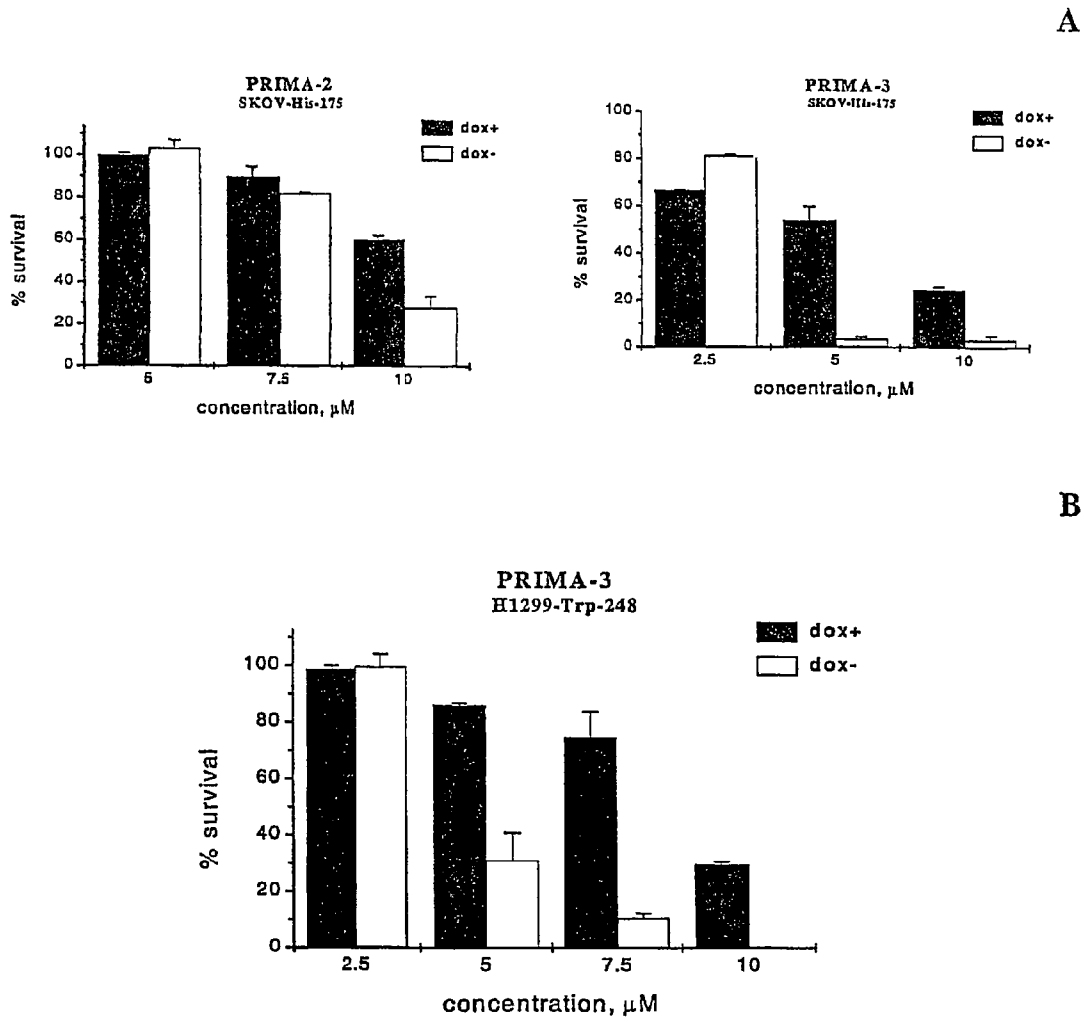 A
PRIMA-2
SKOV-His-175
dox+
dox-
100
80
60
40
20
0
% survival
5
7.5
10
concentration, µM
PRIMA-3
SKOV-His-175
dox+
dox-
100
80
60
40
20
0
% survival
2.5
5
10
concentration, µM
B
PRIMA-3
H1299-Trp-248
dox+
dox-
100
80
60
40
20
0
% survival
2.5
5
7.5
10
concentration, µM